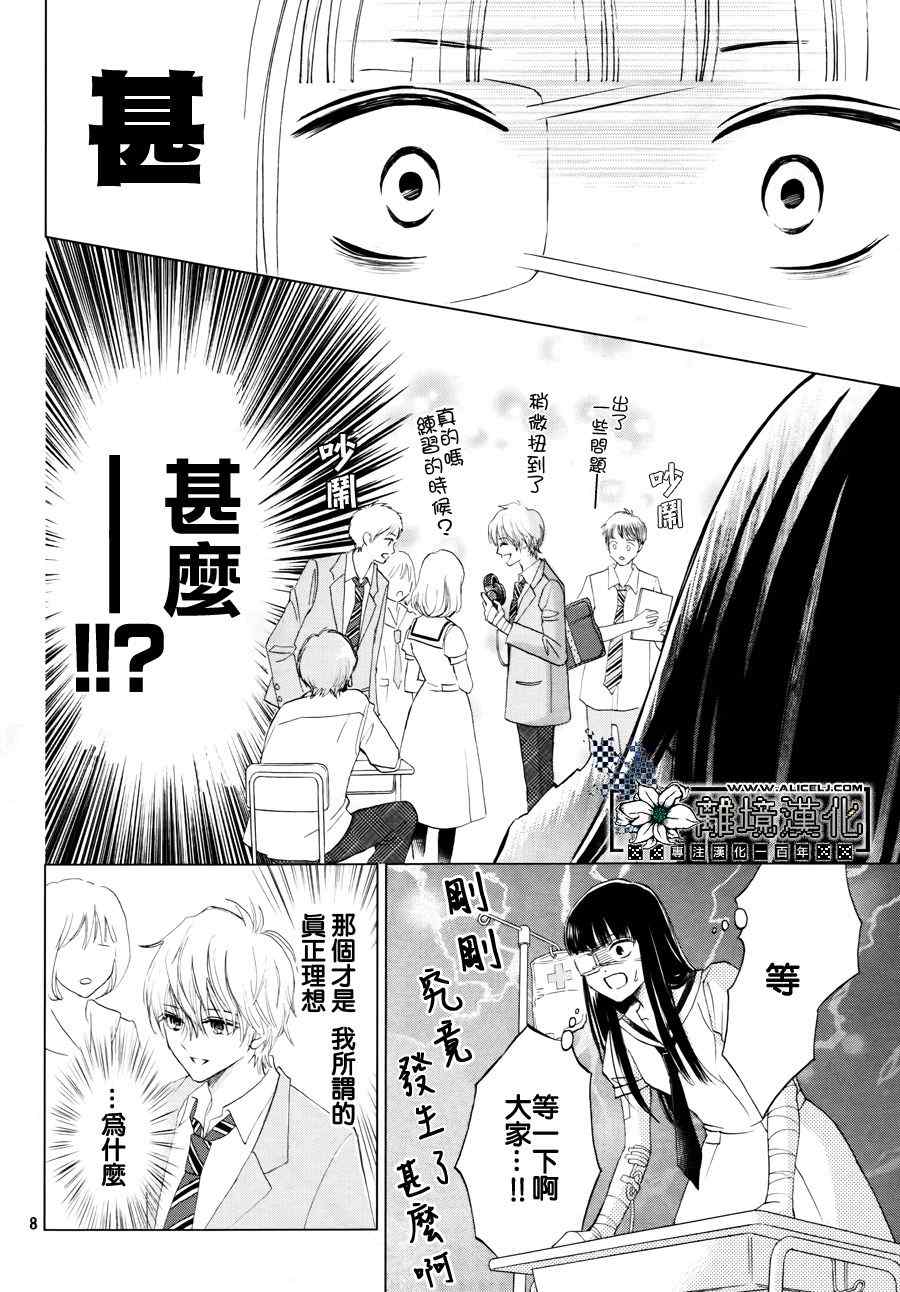 甚
甚麼
——!!?
出了
一些問題——
稍微扭到了
真的嗎
練習的時候?
吵鬧
吵鬧
WWW.ALICELJ.COM
離境漢化
專注漢化一百年
等
等一下啊
大家…!!
剛剛
究竟
發生了
甚麼啊
那個才是
真正理想
我所謂的
…為什麼
8